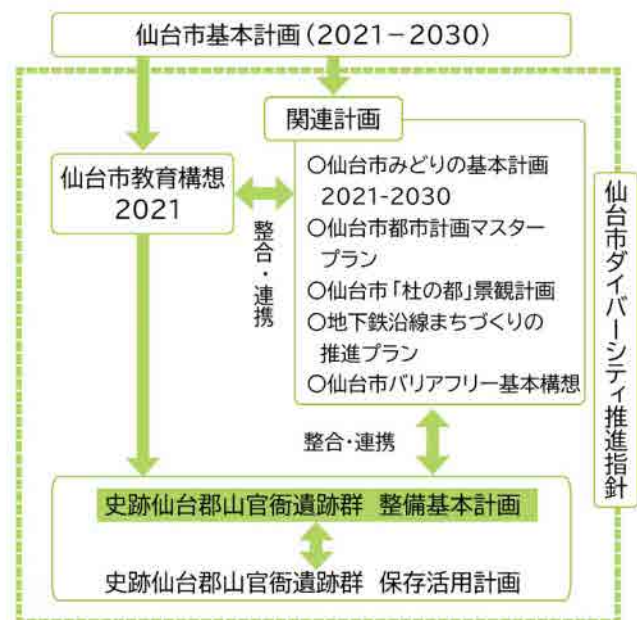 仙台市基本計画(2021－2030)
関連計画
仙台市教育構想
2021
整合・連携
○仙台市みどりの基本計画
2021-2030
○仙台市都市計画マスター
プラン
○仙台市「杜の都」景観計画
○地下鉄沿線まちづくりの
推進プラン
○仙台市バリアフリー基本構想
仙台市ダイバーシティ推進指針
整合・連携
史跡仙台郡山官衙遺跡群 整備基本計画
史跡仙台郡山官衙遺跡群 保存活用計画